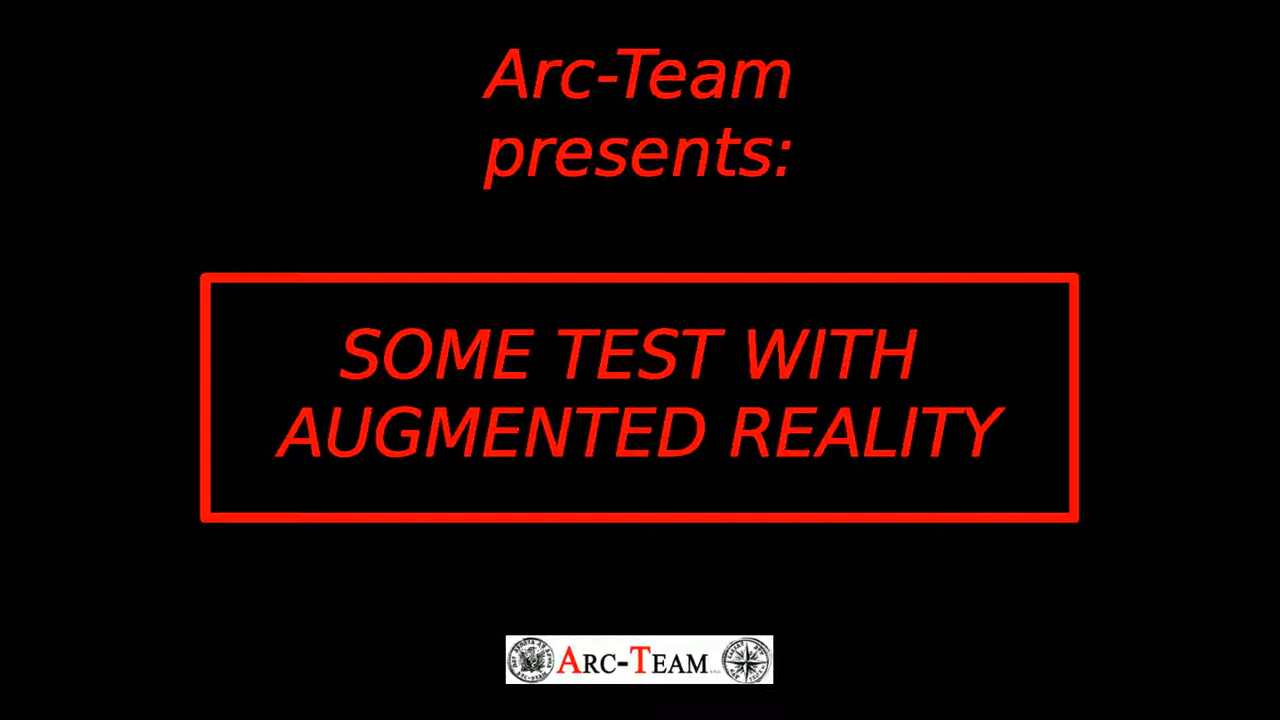 Arc-Team
presents:
SOME TEST WITH
AUGMENTED REALITY
ARC-TEAM